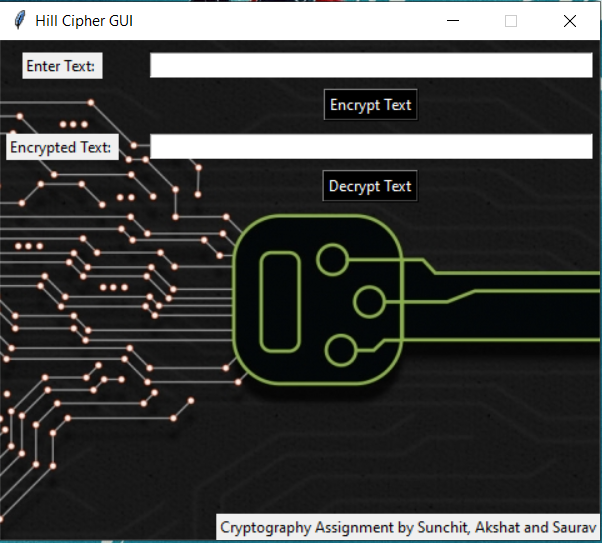 Hill Cipher GUI
Enter Text:
Encrypt Text
Encrypted Text:
Decrypt Text
Cryptography Assignment by Sunchit, Akshat and Saurav